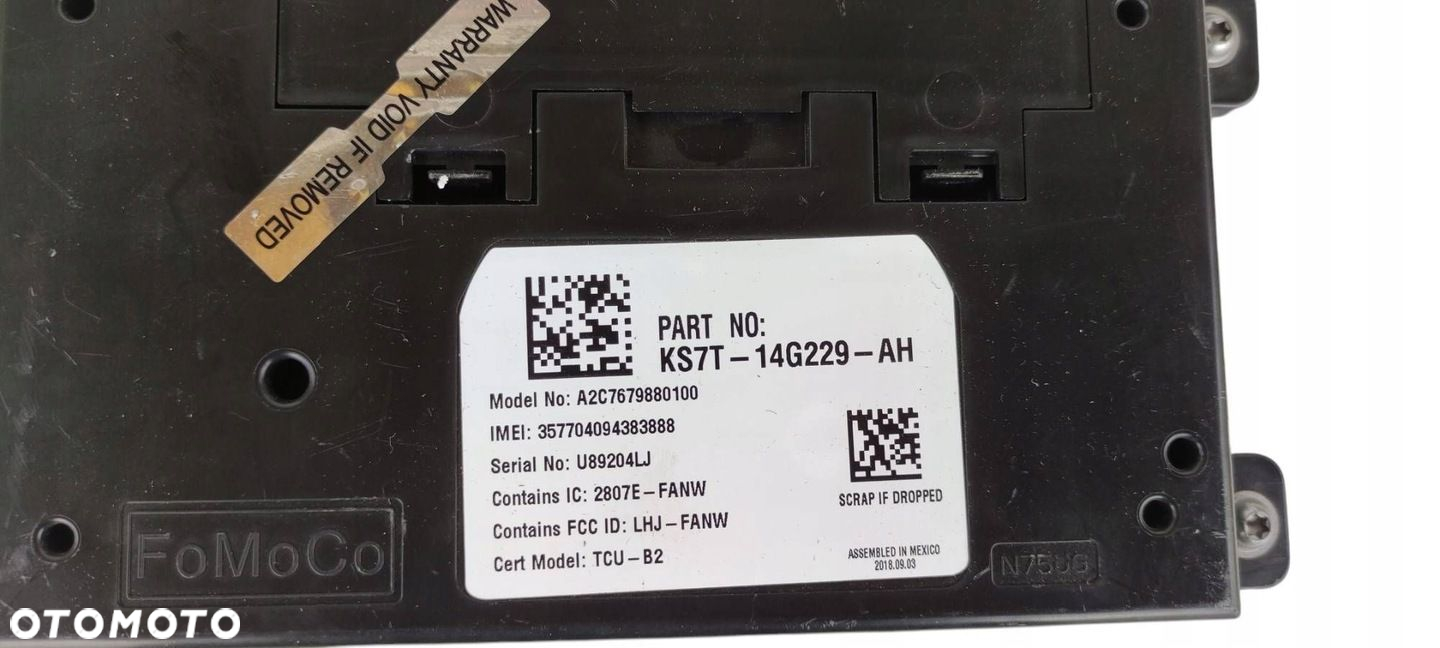 WARRANTY VOID IF REMOVED
PART NO:
KS7T-14G229-AH
Model No: A2C7679880100
IMEI: 357704094383888
Serial No: U89204LJ
Contains IC: 2807E-FANW
SCRAP IF DROPPED
Contains FCC ID: LHJ-FANW
Cert Model: TCU-B2
ASSEMBLED IN MEXICO
2018.09.03
FoMoCo
N75UG
OTOMOTO